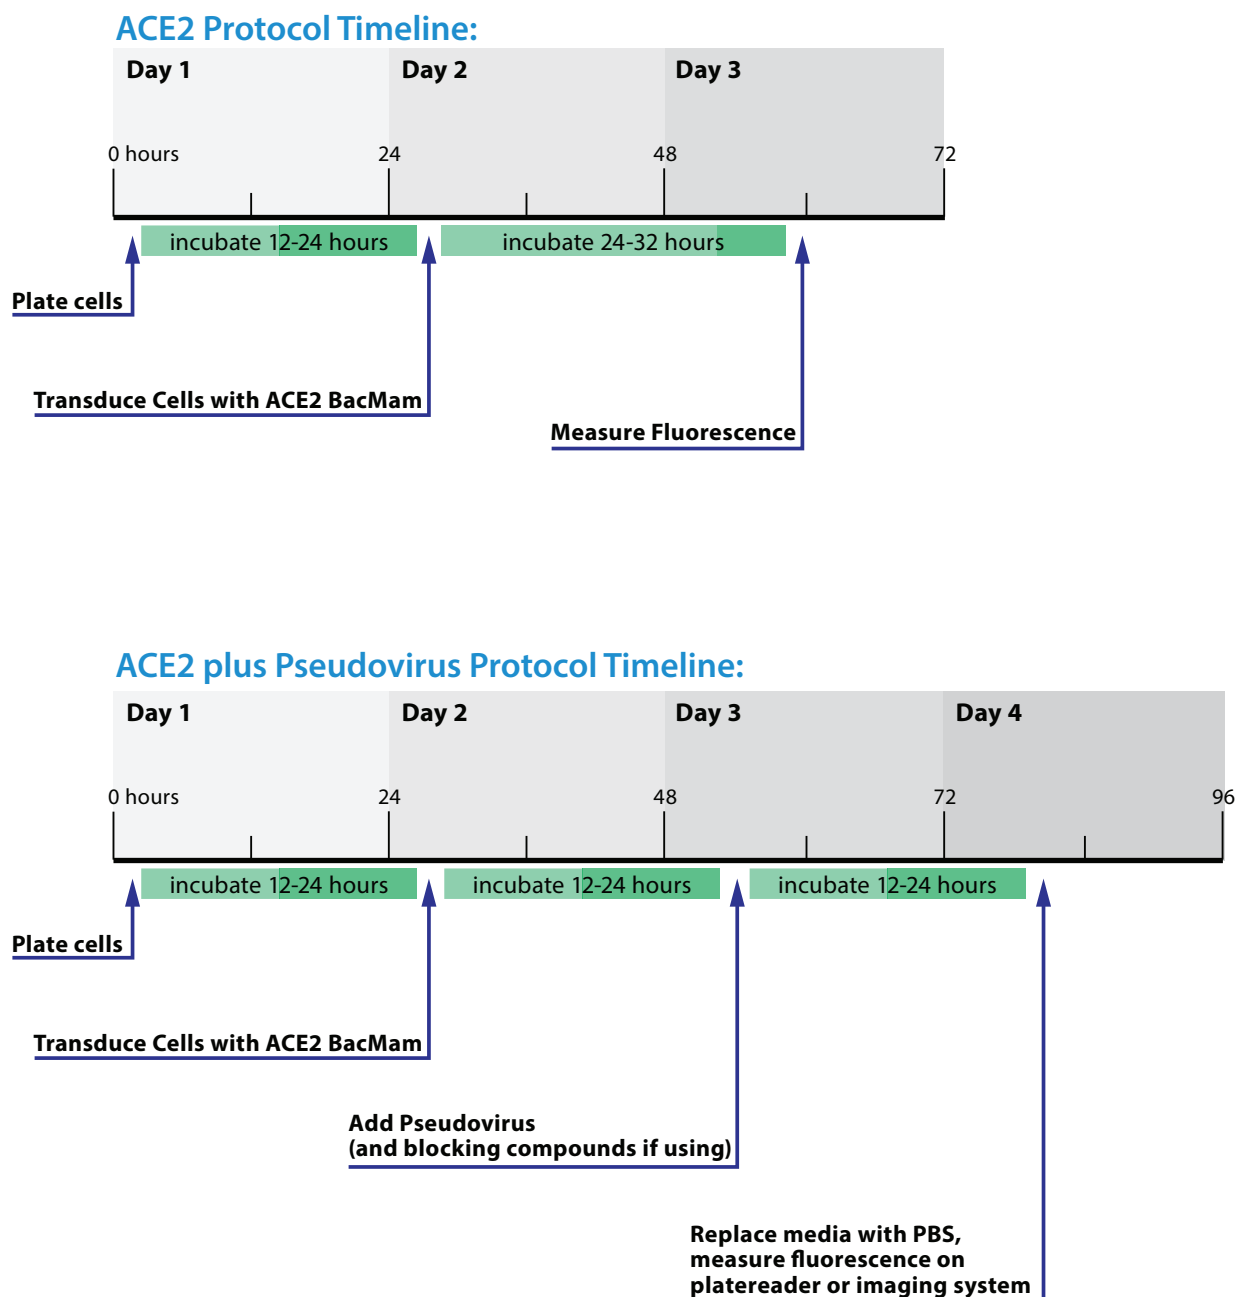 ACE2 Protocol Timeline:
Day 1
Day 2
Day 3
0 hours
24
48
72
incubate 12-24 hours
incubate 24-32 hours
Plate cells
Transduce Cells with ACE2 BacMam
Measure Fluorescence
ACE2 plus Pseudovirus Protocol Timeline:
Day 1
Day 2
Day 3
Day 4
0 hours
24
48
72
96
incubate 12-24 hours
incubate 12-24 hours
incubate 12-24 hours
Plate cells
Transduce Cells with ACE2 BacMam
Add Pseudovirus
(and blocking compounds if using)
Replace media with PBS,
measure fluorescence on
platereader or imaging system